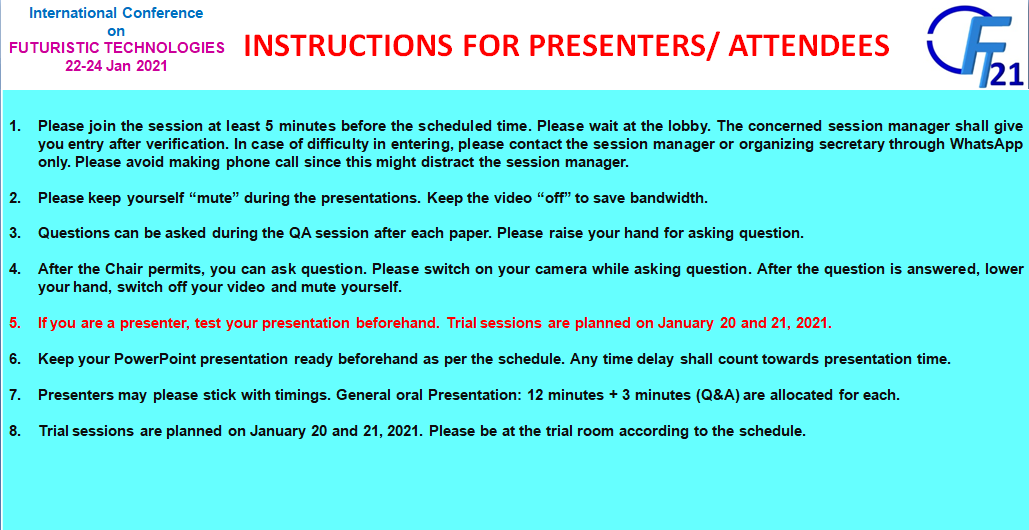 International Conference
on
FUTURISTIC TECHNOLOGIES
22-24 Jan 2021
INSTRUCTIONS FOR PRESENTERS/ ATTENDEES
FT21
1. Please join the session at least 5 minutes before the scheduled time. Please wait at the lobby. The concerned session manager shall give
you entry after verification. In case of difficulty in entering, please contact the session manager or organizing secretary through WhatsApp
only. Please avoid making phone call since this might distract the session manager.
2. Please keep yourself “mute” during the presentations. Keep the video “off” to save bandwidth.
3. Questions can be asked during the QA session after each paper. Please raise your hand for asking question.
4. After the Chair permits, you can ask question. Please switch on your camera while asking question. After the question is answered, lower
your hand, switch off your video and mute yourself.
5. If you are a presenter, test your presentation beforehand. Trial sessions are planned on January 20 and 21, 2021.
6. Keep your PowerPoint presentation ready beforehand as per the schedule. Any time delay shall count towards presentation time.
7. Presenters may please stick with timings. General oral Presentation: 12 minutes + 3 minutes (Q&A) are allocated for each.
8. Trial sessions are planned on January 20 and 21, 2021. Please be at the trial room according to the schedule.